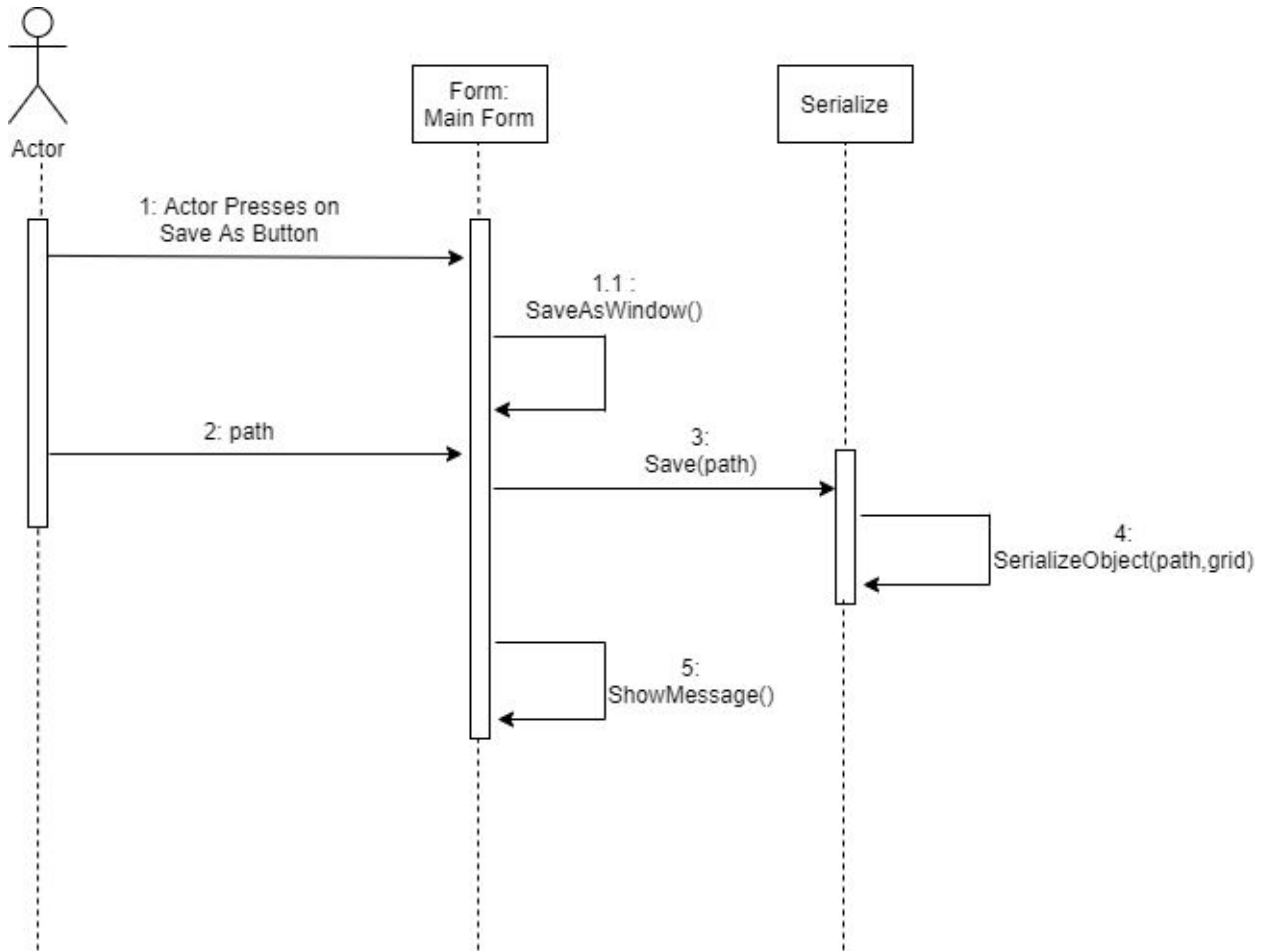 Form:
Main Form
Serialize
Actor
1: Actor Presses on
Save As Button
1.1 :
SaveAsWindow()
2: path
3:
Save(path)
4:
SerializeObject(path,grid)
5:
ShowMessage()